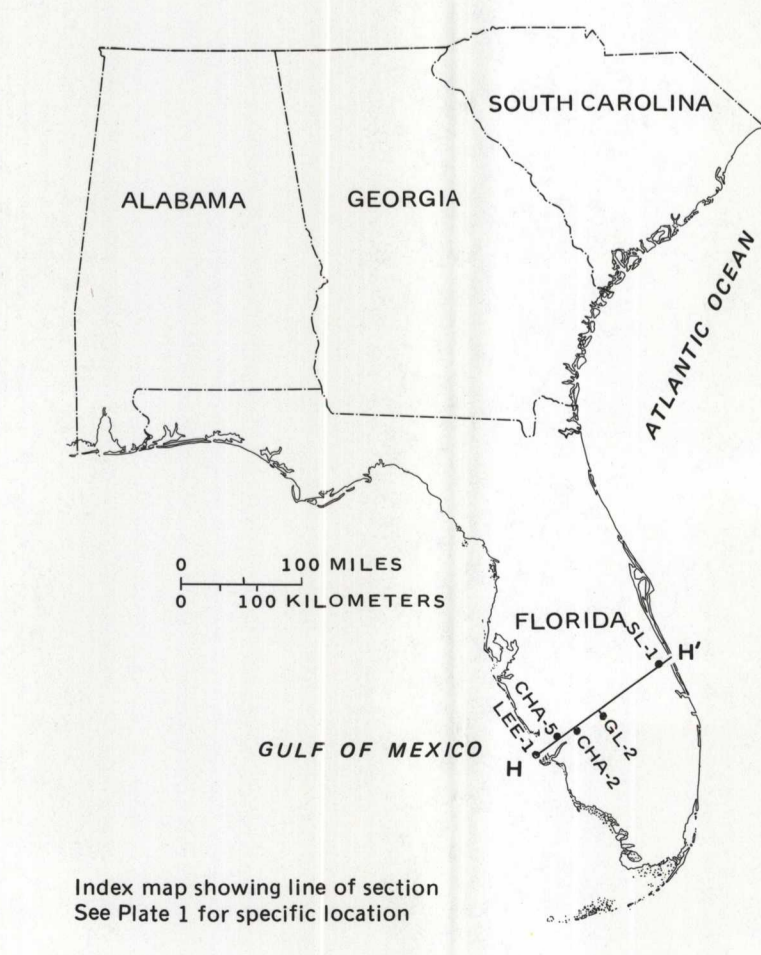 SOUTH CAROLINA
ALABAMA
GEORGIA
ATLANTIC OCEAN
0 100 MILES
0 100 KILOMETERS
FLORIDA
SL-1
H'
CHA-5
LEE-1
GL-2
CHA-2
GULF OF MEXICO
H
Index map showing line of section
See Plate 1 for specific location